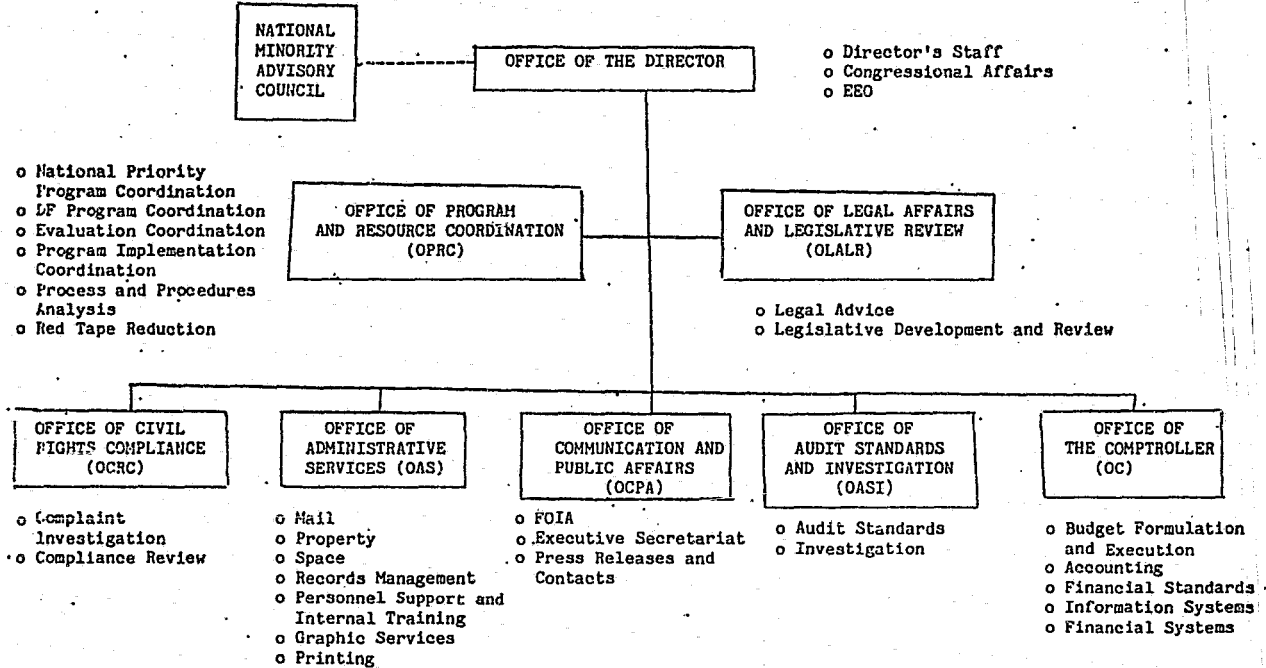 NATIONAL
MINORITY
ADVISORY
COUNCIL
OFFICE OF THE DIRECTOR
o Director's Staff
o Congressional Affairs
o EEO
o National Priority
Program Coordination
o DF Program Coordination
o Evaluation Coordination
o Program Implementation
Coordination
o Process and Procedures
Analysis
o Red Tape Reduction
OFFICE OF PROGRAM
AND RESOURCE COORDINATION
(OPRC)
OFFICE OF LEGAL AFFAIRS
AND LEGISLATIVE REVIEW
(OLALR)
o Legal Advice
o Legislative Development and Review
OFFICE OF CIVIL
RIGHTS COMPLIANCE
(OCRC)
o Complaint
Investigation
o Compliance Review
OFFICE OF
ADMINISTRATIVE
SERVICES (OAS)
o Mail
o Property
o Space
o Records Management
o Personnel Support and
Internal Training
o Graphic Services
o Printing
OFFICE OF
COMMUNICATION AND
PUBLIC AFFAIRS
(OCPA)
o FOIA
o Executive Secretariat
o Press Releases and
Contacts
OFFICE OF
AUDIT STANDARDS
AND INVESTIGATION
(OASI)
o Audit Standards
o Investigation
OFFICE OF
THE COMPTROLLER
(OC)
o Budget Formulation
and Execution
o Accounting
o Financial Standards
o Information Systems
o Financial Systems